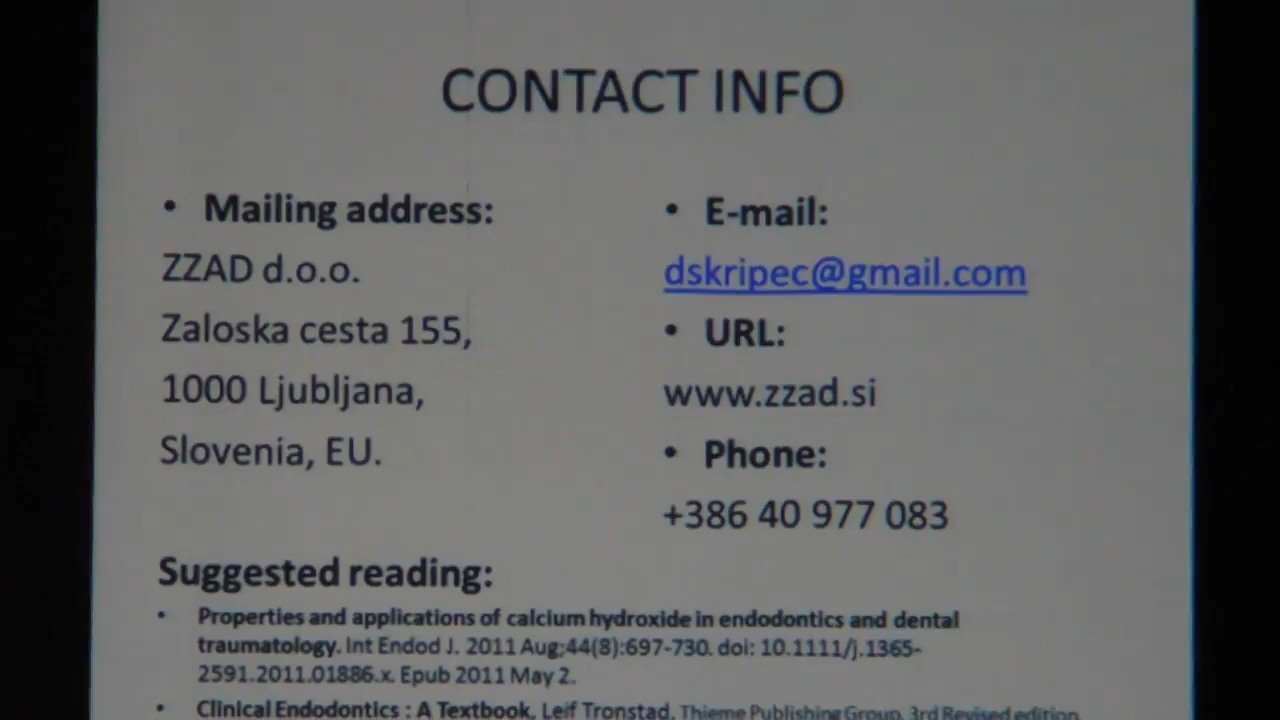 CONTACT INFO
• Mailing address:
ZZAD d.o.o.
Zaloska cesta 155,
1000 Ljubljana,
Slovenia, EU.
• E-mail:
dskripec@gmail.com
• URL:
www.zzad.si
• Phone:
+386 40 977 083
Suggested reading:
• Properties and applications of calcium hydroxide in endodontics and dental
traumatology. Int Endod J. 2011 Aug;44(8):697-730. doi: 10.1111/j.1365-
2591.2011.01886.x. Epub 2011 May 2.
• Clinical Endodontics : A Textbook, Leif Tronstad, Thieme Publishing Group, 3rd Revised edition